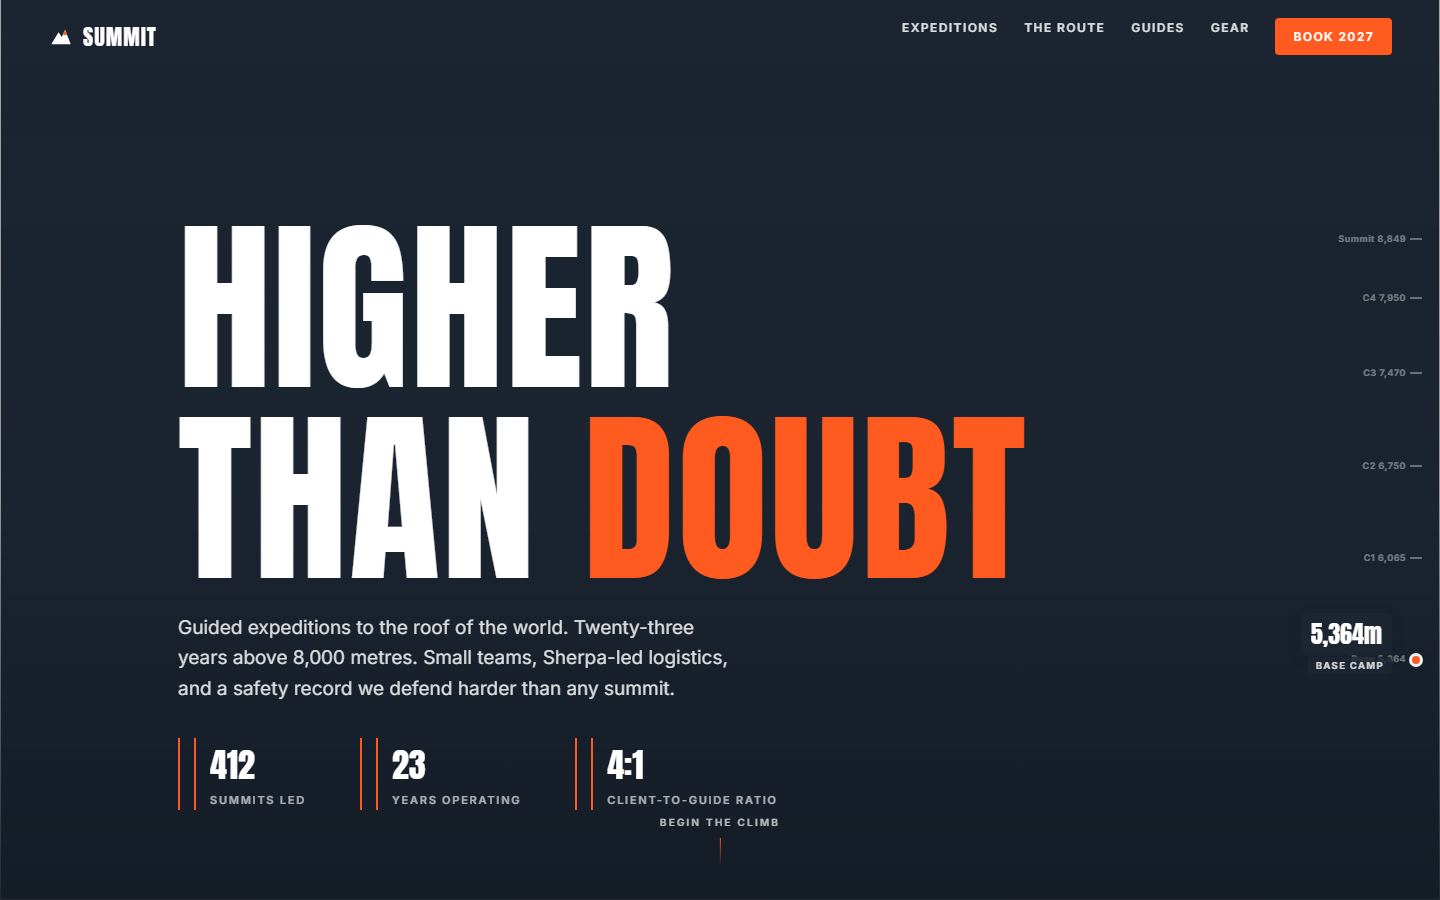 SUMMIT
EXPEDITIONS
THE ROUTE
GUIDES
GEAR
BOOK 2027
HIGHER
THAN DOUBT
Guided expeditions to the roof of the world. Twenty-three
years above 8,000 metres. Small teams, Sherpa-led logistics,
and a safety record we defend harder than any summit.
412
SUMMITS LED
23
YEARS OPERATING
4:1
CLIENT-TO-GUIDE RATIO
BEGIN THE CLIMB
Summit 8,849
C4 7,950
C3 7,470
C2 6,750
C1 6,065
5,364m
BASE CAMP